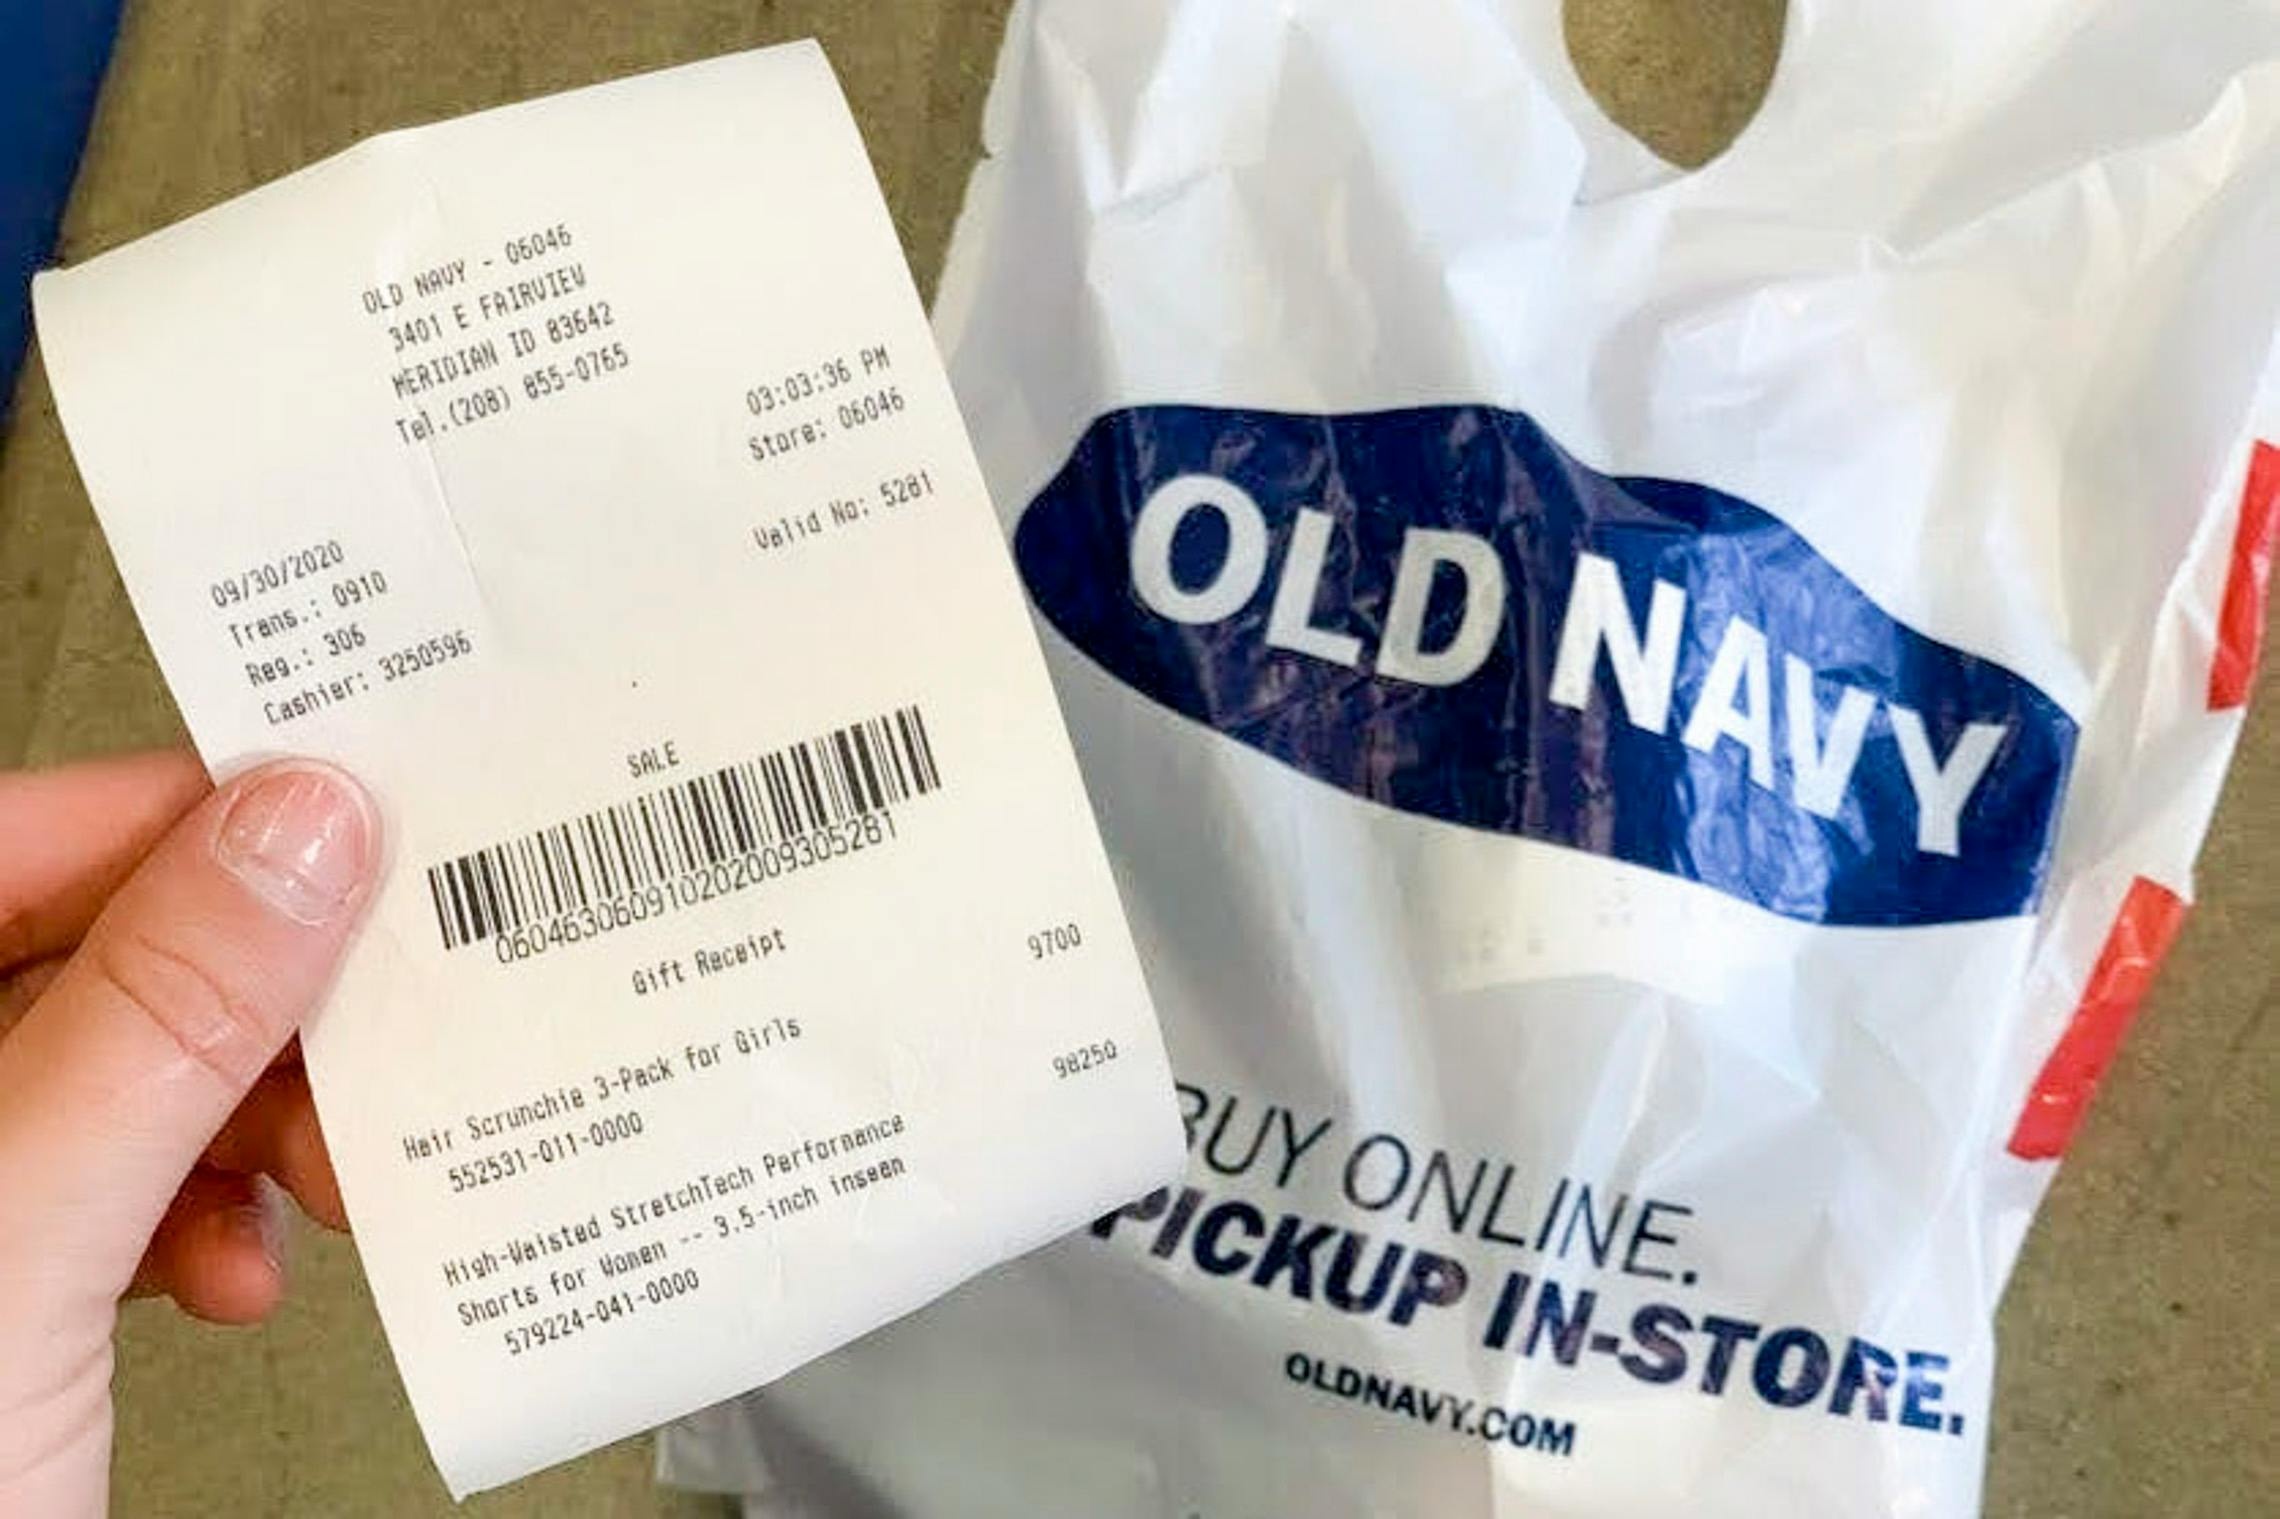 OLD NAVY - 06046
3401 E FAIRVIEW
MERIDIAN ID 83642
Tel.(208) 855-0765
09/30/2020 03:03:36 PM
Trans.: 0910 Store: 06046
Reg.: 306
Cashier: 3250596 Valid No: 5281
SALE
060463060910202009305281
Gift Receipt
Hair Scrunchie 3-Pack for Girls 9700
552531-011-0000
High-Waisted StretchTech Performance 98250
Shorts for Women -- 3.5-inch inseam
579224-041-0000
OLD NAVY
BUY ONLINE.
PICKUP IN-STORE.
OLDNAVY.COM